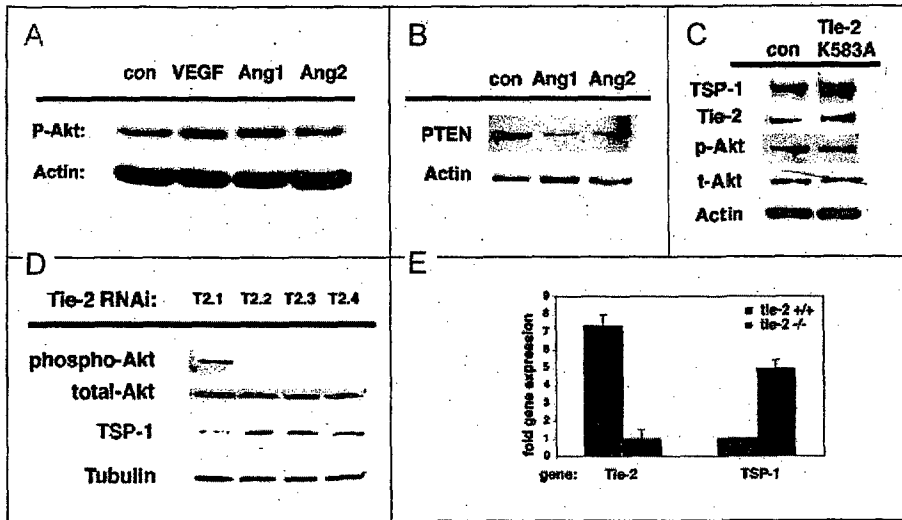 A
con VEGF Ang1 Ang2
P-Akt:
Actin:
B
con Ang1 Ang2
PTEN
Actin
C
con Tie-2 K583A
TSP-1
Tie-2
p-Akt
t-Akt
Actin
D
Tie-2 RNAi: T2.1 T2.2 T2.3 T2.4
phospho-Akt
total-Akt
TSP-1
Tubulin
E
fold gene expression
9
8
7
6
5
4
3
2
1
0
tie-2 +/+
tie-2 -/-
gene: Tie-2 TSP-1